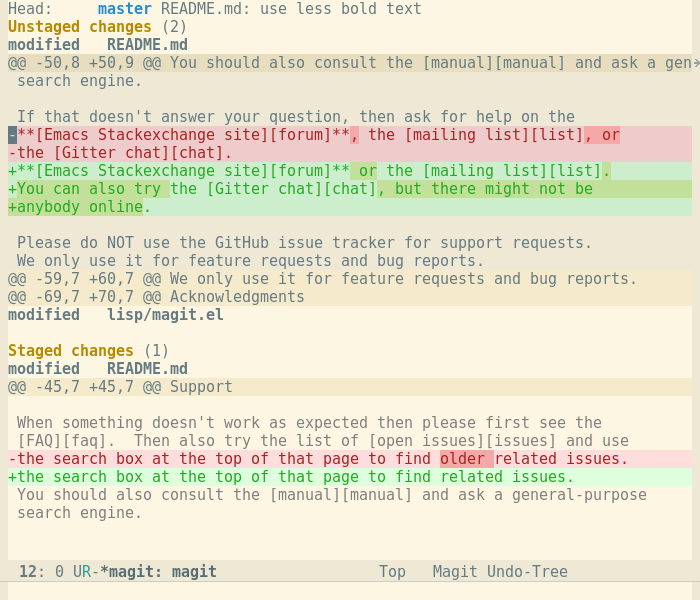 Head:     master README.md: use less bold text
Unstaged changes (2)
modified   README.md
@@ -50,8 +50,9 @@ You should also consult the [manual][manual] and ask a gen→
 search engine.

 If that doesn't answer your question, then ask for help on the
-**[Emacs Stackexchange site][forum]**, the [mailing list][list], or
-the [Gitter chat][chat].
+**[Emacs Stackexchange site][forum]** or the [mailing list][list].
+You can also try the [Gitter chat][chat], but there might not be
+anybody online.

 Please do NOT use the GitHub issue tracker for support requests.
 We only use it for feature requests and bug reports.
@@ -59,7 +60,7 @@ We only use it for feature requests and bug reports.
@@ -69,7 +70,7 @@ Acknowledgments
modified   lisp/magit.el

Staged changes (1)
modified   README.md
@@ -45,7 +45,7 @@ Support

 When something doesn't work as expected then please first see the
 [FAQ][faq].  Then also try the list of [open issues][issues] and use
-the search box at the top of that page to find older related issues.
+the search box at the top of that page to find related issues.
 You should also consult the [manual][manual] and ask a general-purpose
 search engine.

 12: 0 UR-*magit: magit                  Top   Magit Undo-Tree